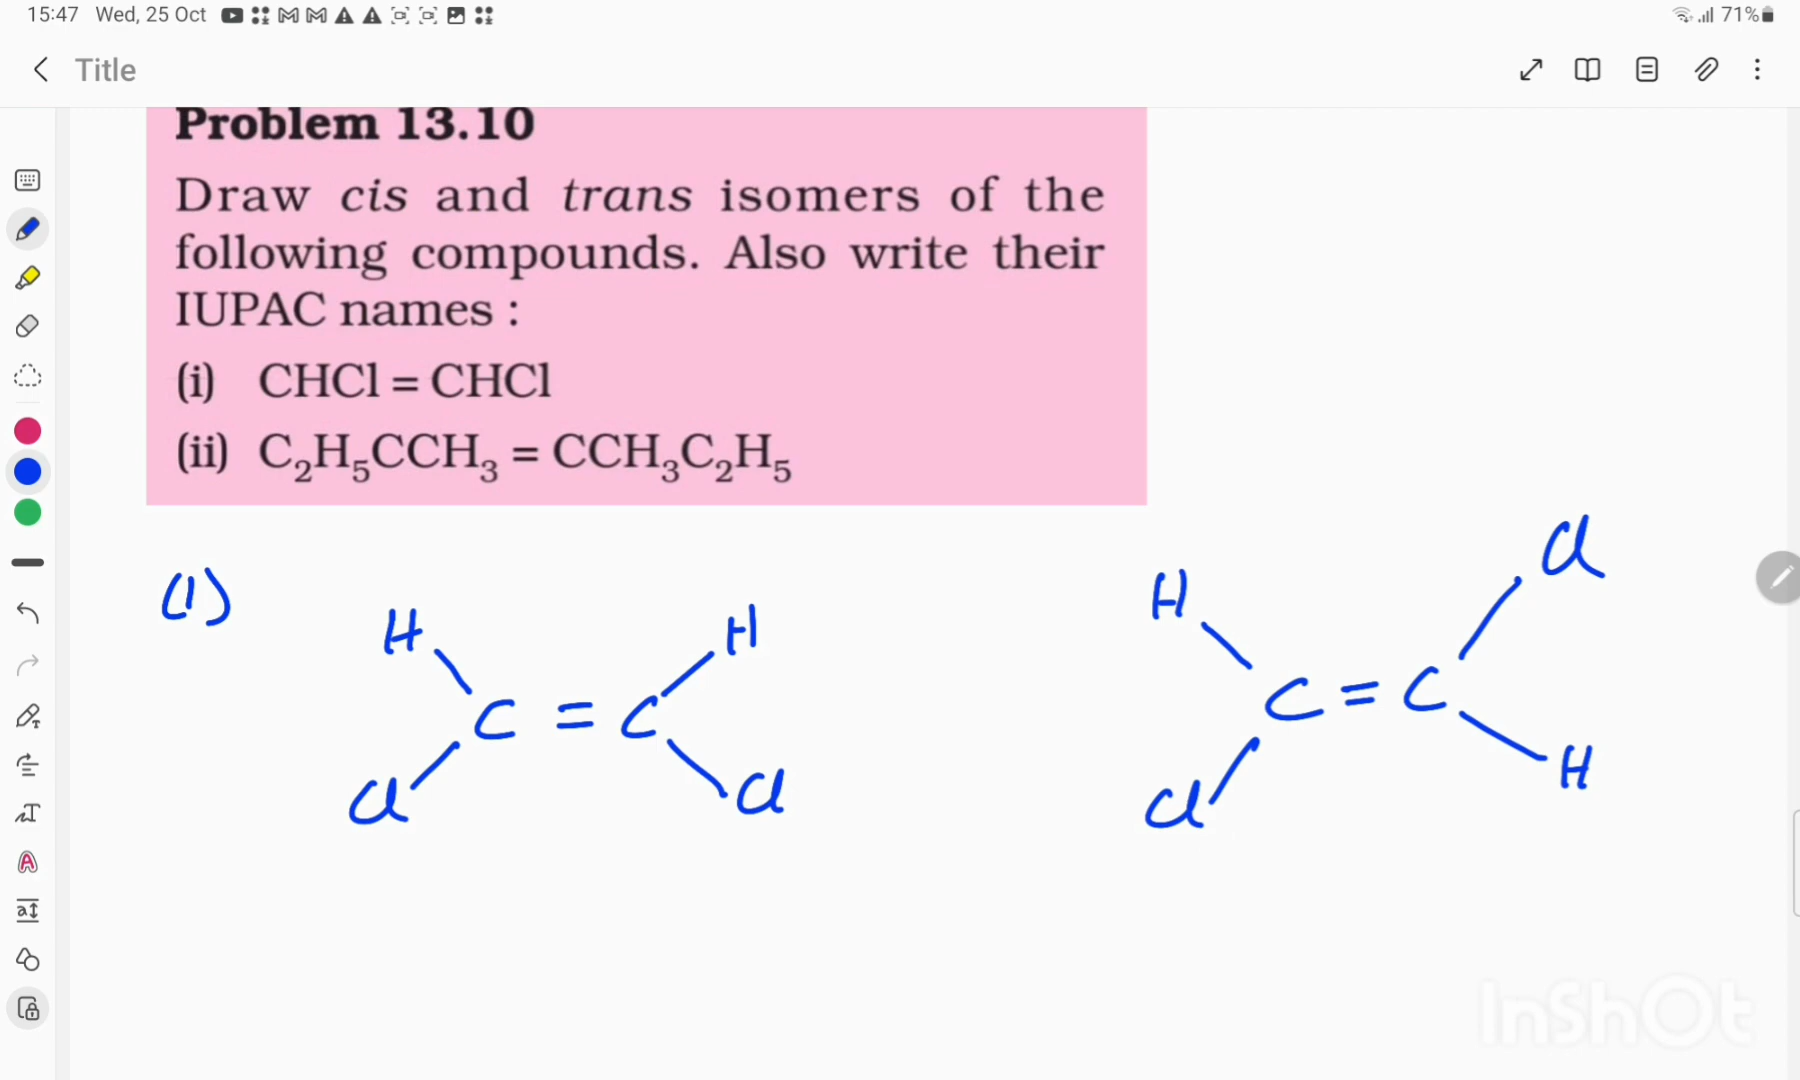 15:47 Wed, 25 Oct
71%
Title
Problem 13.10
Draw cis and trans isomers of the
following compounds. Also write their
IUPAC names :
(i) CHCl = CHCl
(ii) C₂H₅CCH₃ = CCH₃C₂H₅
(1)
H H
C = C
Cl Cl
H Cl
C = C
Cl H
InShOt